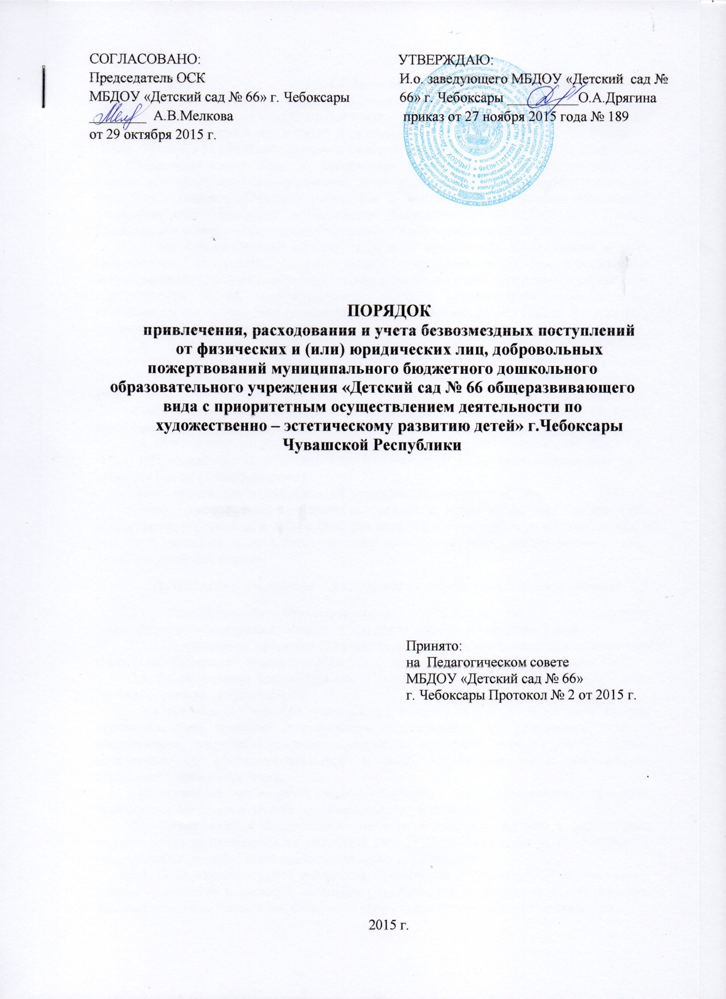 СОГЛАСОВАНО:
Председатель ОСК
МБДОУ «Детский сад № 66» г. Чебоксары
________ А.В.Мелкова
от 29 октября 2015 г.
УТВЕРЖДАЮ:
И.о. заведующего МБДОУ «Детский сад №
66» г. Чебоксары __________О.А.Дрягина
приказ от 27 ноября 2015 года № 189
ПОРЯДОК
привлечения, расходования и учета безвозмездных поступлений
от физических и (или) юридических лиц, добровольных
пожертвований муниципального бюджетного дошкольного
образовательного учреждения «Детский сад № 66 общеразвивающего
вида с приоритетным осуществлением деятельности по
художественно – эстетическому развитию детей» г.Чебоксары
Чувашской Республики
Принято:
на Педагогическом совете
МБДОУ «Детский сад № 66»
г. Чебоксары Протокол № 2 от 2015 г.
2015 г.